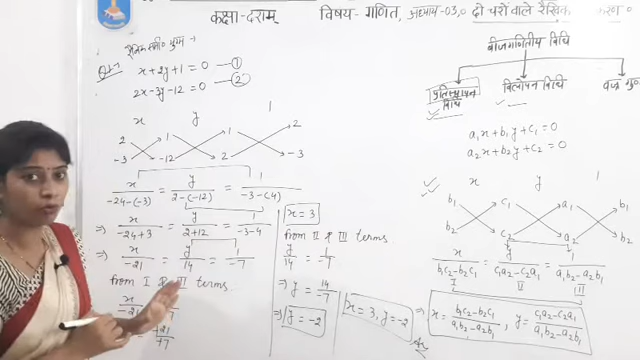 कक्षा-दशम् विषय-गणित, अध्याय-03, दो चरों वाले रैखिक
x+2y+1=0 —①
2x-3y-12=0 —②
x y 1
2 1 1 2
-3 -12 2 -3
x/-24-(-3) = y/2-(-12) = 1/-3-(4)
⇒ x/-24+3 = y/2+12 = 1/-3-4
⇒ x/-21 = y/14 = 1/-7
from I & III terms.
x=3
from II & III terms.
y/14 = 1/-7
⇒ y = 14/-7
⇒ y=-2
x=3, y=-2
बीजगणितीय विधि
प्रतिस्थापन विधि
विलोपन विधि
a₁x+b₁y+c₁=0
a₂x+b₂y+c₂=0
x y 1
b₁ c₁ a₁ b₁
b₂ c₂ a₂ b₂
x/b₁c₂-b₂c₁ = y/c₁a₂-c₂a₁ = 1/a₁b₂-a₂b₁
I II III
⇒ x = b₁c₂-b₂c₁/a₁b₂-a₂b₁, y = c₁a₂-c₂a₁/a₁b₂-a₂b₁